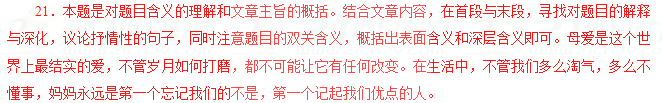 21．本题是对题目含义的理解和文章主旨的概括。结合文章内容，在首段与末段，寻找对题目的解释
与深化，议论抒情性的句子，同时注意题目的双关含义，概括出表面含义和深层含义即可。母爱是这个世
界上最结实的爱，不管岁月如何打磨，都不可能让它有任何改变。在生活中，不管我们多么淘气，多么不
懂事，妈妈永远是第一个忘记我们的不是，第一个记起我们优点的人。